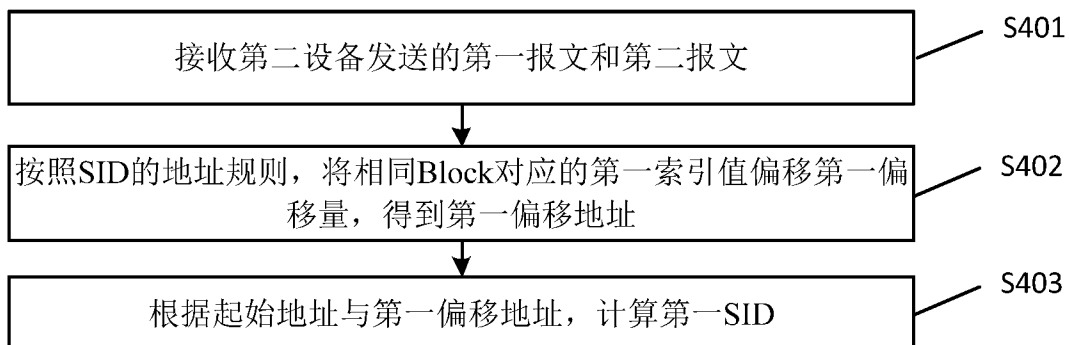 接收第二设备发送的第一报文和第二报文
S401
按照SID的地址规则，将相同Block对应的第一索引值偏移第一偏
移量，得到第一偏移地址
S402
根据起始地址与第一偏移地址，计算第一SID
S403